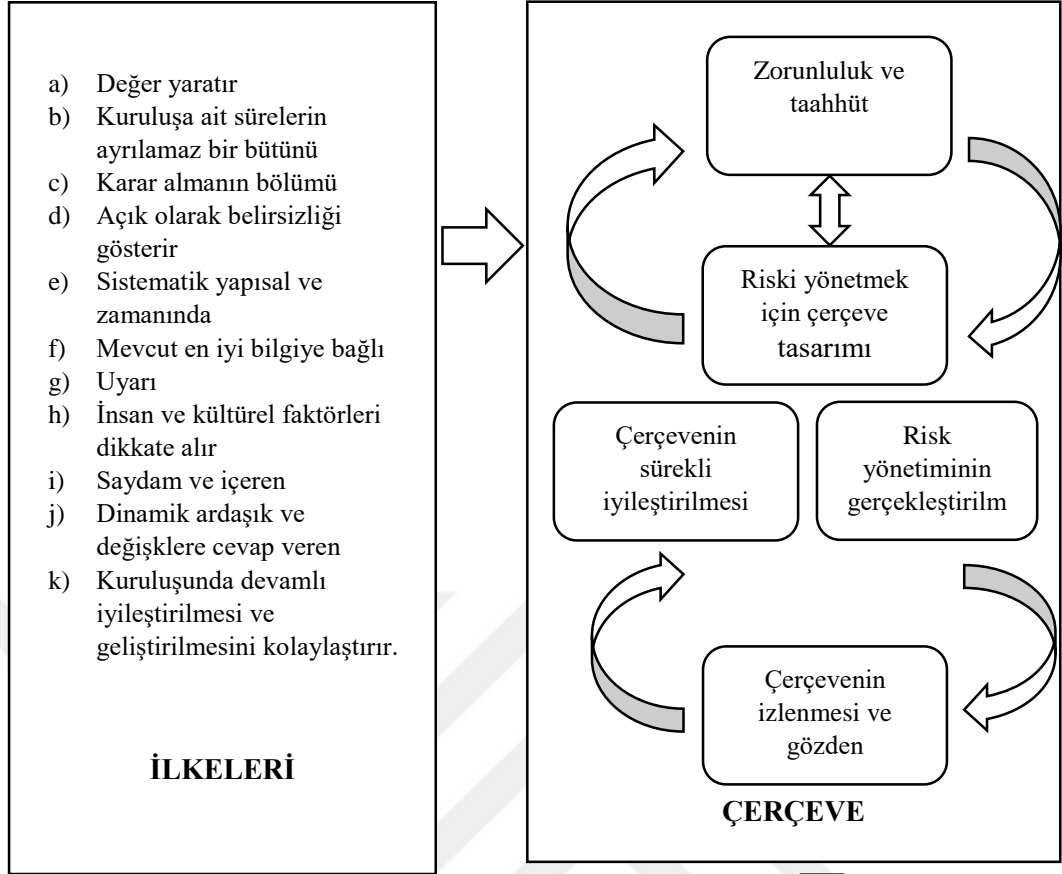 a) Değer yaratır
b) Kuruluşa ait sürelerin
ayrılamaz bir bütünü
c) Karar almanın bölümü
d) Açık olarak belirsizliği
gösterir
e) Sistematik yapısal ve
zamanında
f) Mevcut en iyi bilgiye bağlı
g) Uyarı
h) İnsan ve kültürel faktörleri
dikkate alır
i) Saydam ve içeren
j) Dinamik ardaşık ve
değişklere cevap veren
k) Kuruluşunda devamlı
iyileştirilmesi ve
geliştirilmesini kolaylaştırır.
İLKELERİ
Zorunluluk ve
taahhüt
Riski yönetmek
için çerçeve
tasarımı
Çerçevenin
sürekli
iyileştirilmesi
Risk
yönetiminin
gerçekleştirilm
Çerçevenin
izlenmesi ve
gözden
ÇERÇEVE